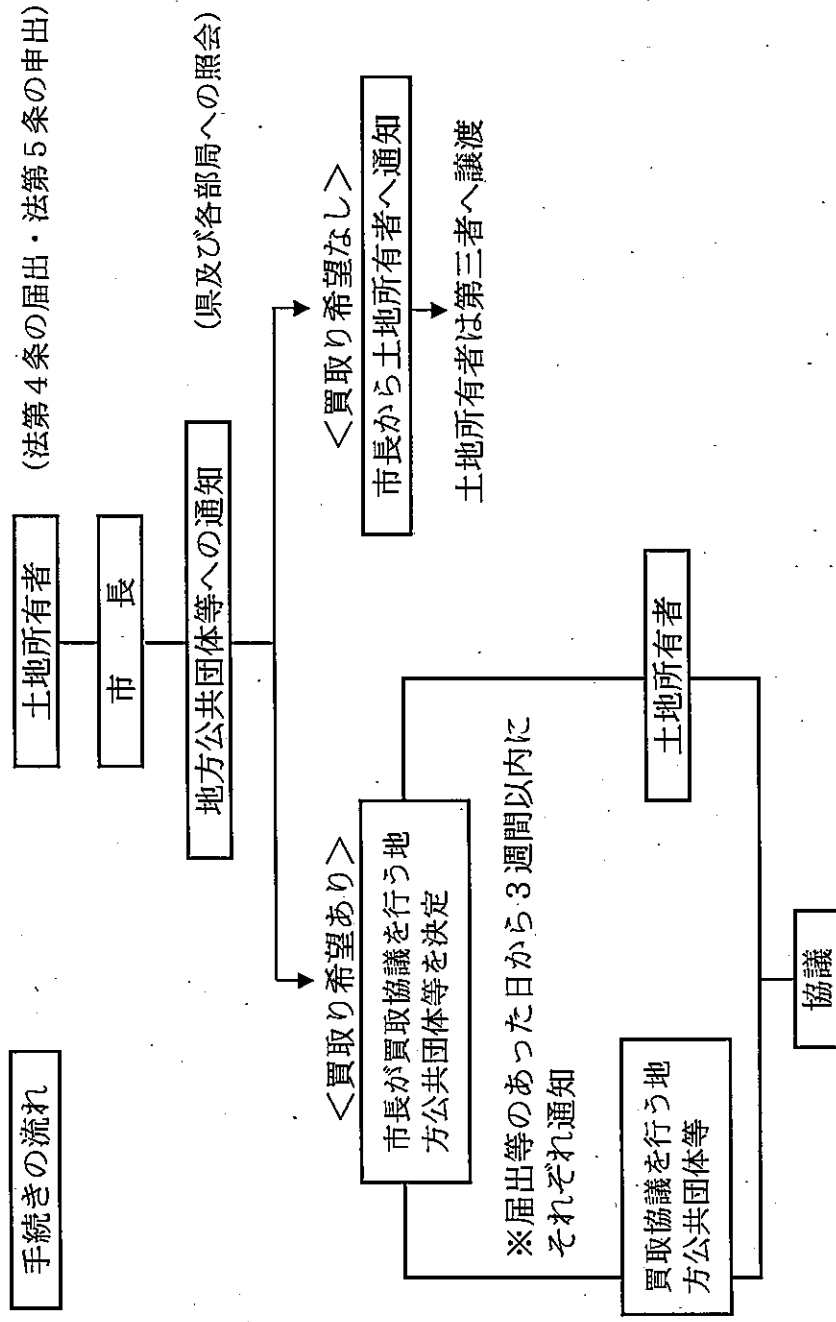 手続きの流れ
土地所有者
(法第4条の届出・法第5条の申出)
市 長
地方公共団体等への通知
(県及び各部局への照会)
<買取り希望あり>
市長が買取協議を行う地
方公共団体等を決定
※届出等のあった日から3週間以内に
それぞれ通知
買取協議を行う地
方公共団体等
土地所有者
協議
<買取り希望なし>
市長から土地所有者へ通知
土地所有者は第三者へ譲渡